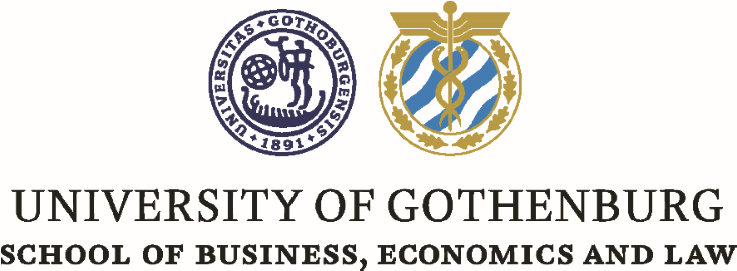 UNIVERSITAS • GOTHOBURGENSIS • 1891 •
UNIVERSITY OF GOTHENBURG
SCHOOL OF BUSINESS, ECONOMICS AND LAW